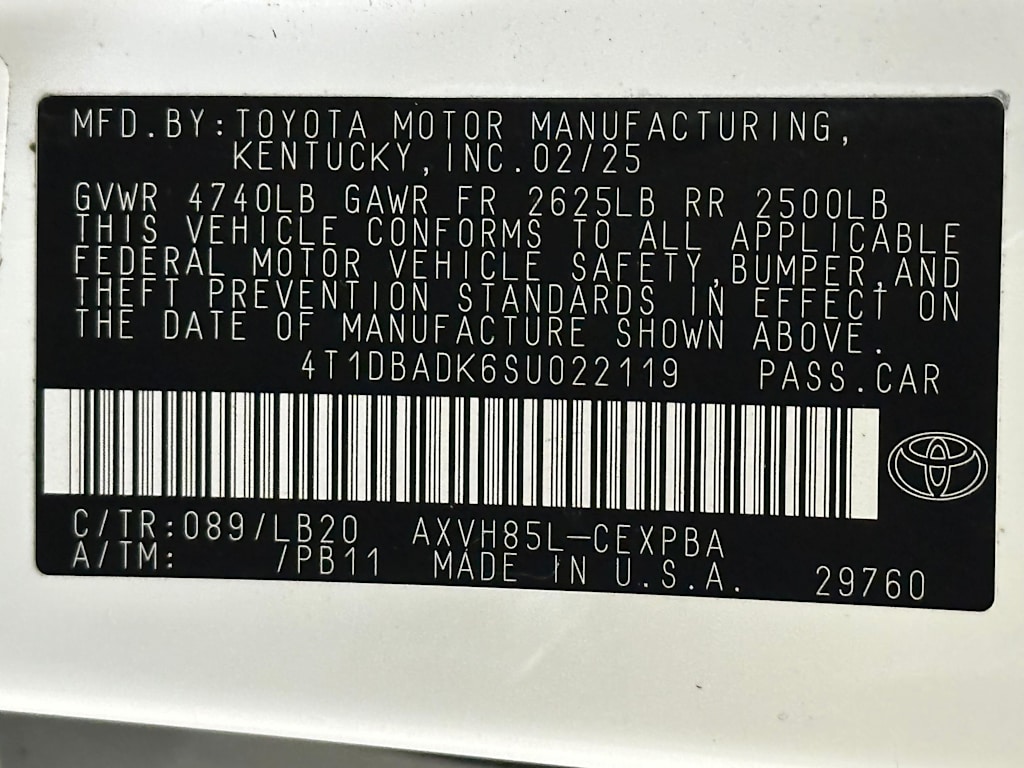 MFD.BY:TOYOTA MOTOR MANUFACTURING,
KENTUCKY,INC.02/25
GVWR 4740LB GAWR FR 2625LB RR 2500LB
THIS VEHICLE CONFORMS TO ALL APPLICABLE
FEDERAL MOTOR VEHICLE SAFETY,BUMPER,AND
THEFT PREVENTION STANDARDS IN EFFECT ON
THE DATE OF MANUFACTURE SHOWN ABOVE.
4T1DBADK6SU022119 PASS.CAR
C/TR:089/LB20 AXVH85L-CEXPBA
A/TM: /PB11 MADE IN U.S.A. 29760